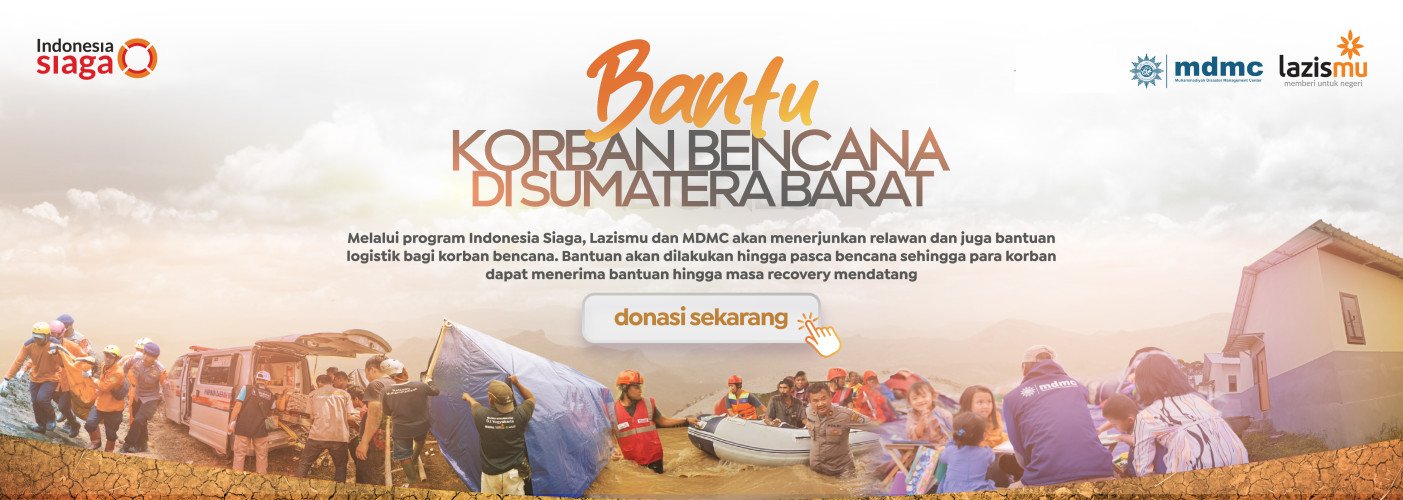 Indonesia
siaga
mdmc
Muhammadiyah Disaster Management Center
lazismu
memberi untuk negeri
Bantu
KORBAN BENCANA
DI SUMATERA BARAT
Melalui program Indonesia Siaga, Lazismu dan MDMC akan menerjunkan relawan dan juga bantuan
logistik bagi korban bencana. Bantuan akan dilakukan hingga pasca bencana sehingga para korban
dapat menerima bantuan hingga masa recovery mendatang
donasi sekarang
mdmc